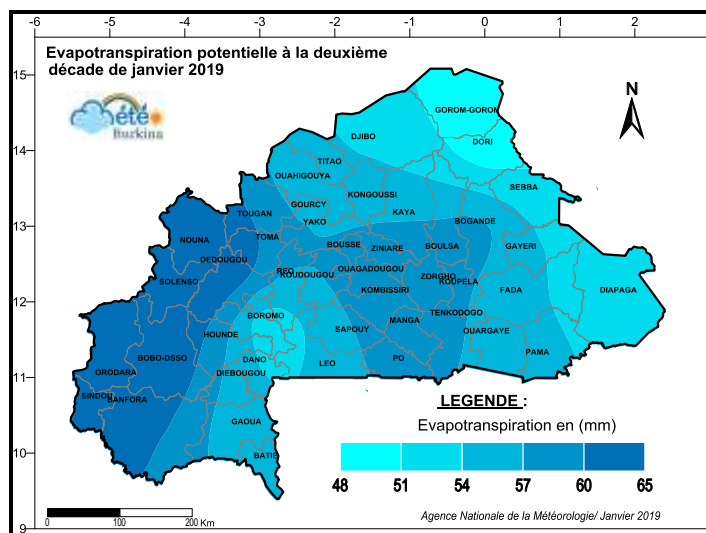 -6 -5 -4 -3 -2 -1 0 1 2
Evapotranspiration potentielle à la deuxième
décade de janvier 2019
été
Burkina
N
15
14
13
12
11
10
9
GOROM-GORON
DJIBO
DORI
TITAO
OUAHIGOUYA
SEBBA
KONGOUSSI
GOURCY
KAYA
TOUGAN
YAKO
BOGANDE
NOUNA
TOMA
BOUSSE
ZINIARE
BOULSA
GAYERI
DEDOUGOU
REO
KOUDOUGOU
OUAGADOUGOU
ZORGHO
KOUPELA
SOLENSO
KOMBISSIRI
FADA
DIAPAGA
BOROMO
MANGA
TENKODOGO
HOUNDE
SAPOUY
OUARGAYE
BOBO-DSSO
DANO
LEO
PO
PAMA
ORODARA
DIEBOUGOU
SINDOU
BANFORA
GAOUA
BATIE
LEGENDE :
Evapotranspiration en (mm)
48 51 54 57 60 65
0 100 200 Km
Agence Nationale de la Météorologie/ Janvier 2019